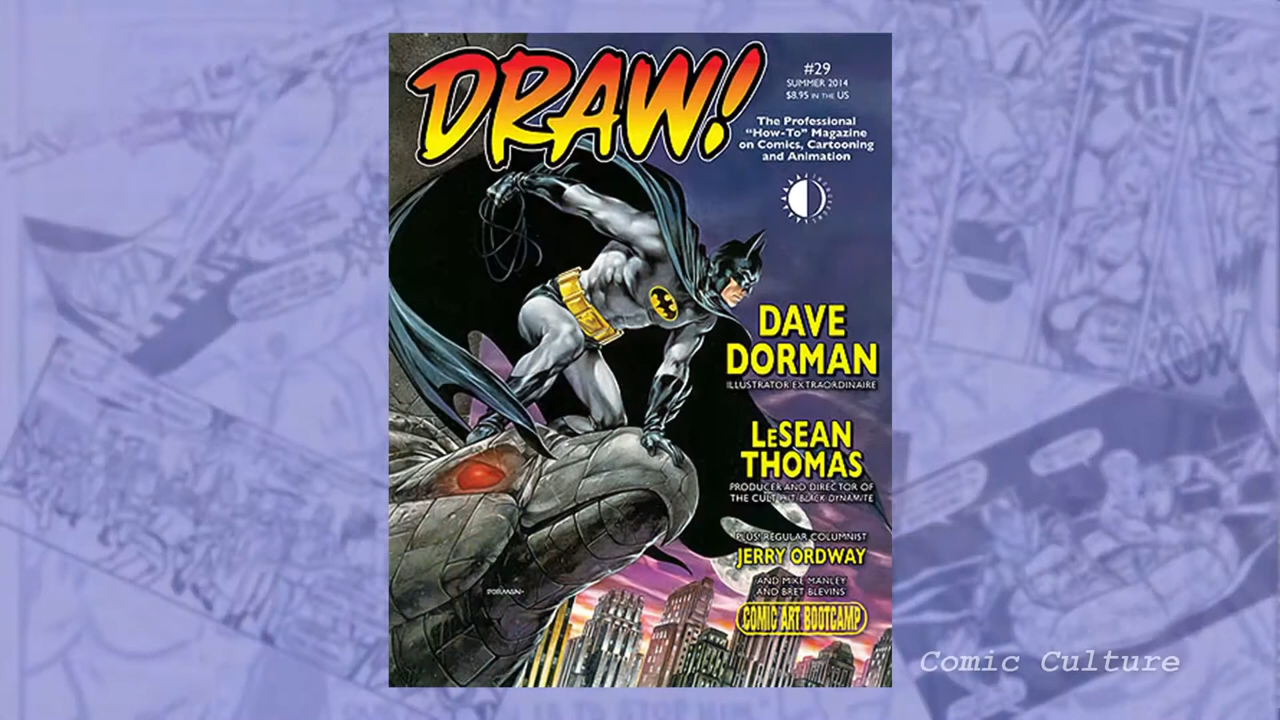 DRAW!
#29
SUMMER 2014
$8.95 IN THE US
The Professional
"How-To" Magazine
on Comics, Cartooning
and Animation
DAVE
DORMAN
ILLUSTRATOR EXTRAORDINAIRE
LeSEAN
THOMAS
PRODUCER AND DIRECTOR OF
THE CULT HIT BLACK DYNAMITE
PLUS! REGULAR COLUMNIST
JERRY ORDWAY
AND MIKE MANLEY
AND BRET BLEVINS'
COMIC ART BOOTCAMP
DORMAN
Comic Culture